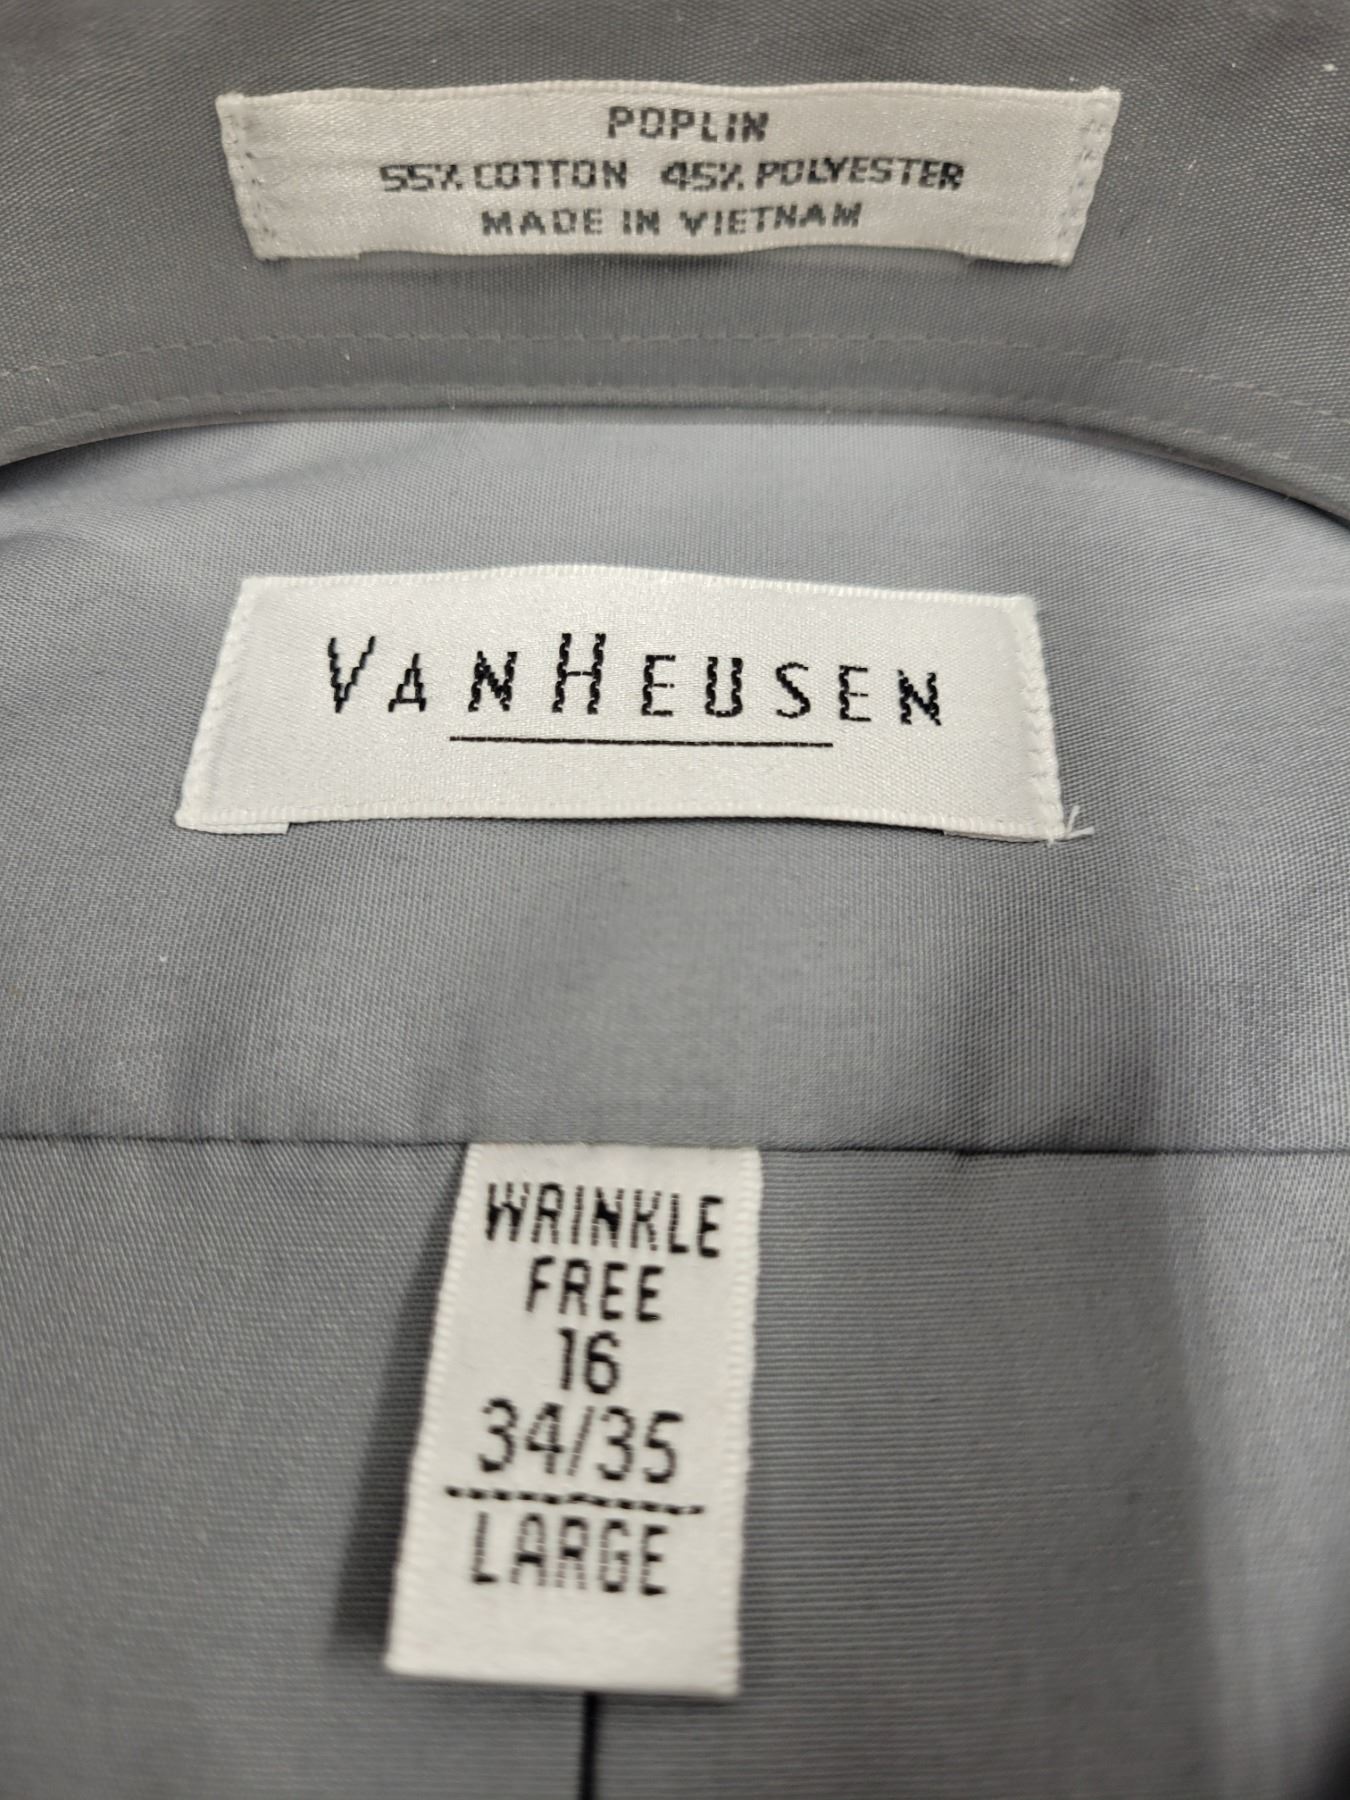 POPLIN
55% COTTON 45% POLYESTER
MADE IN VIETNAM
VANHEUSEN
WRINKLE
FREE
16
34/35
LARGE